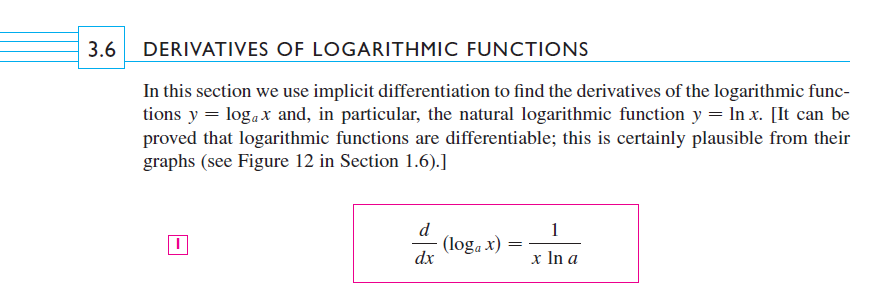 3.6 DERIVATIVES OF LOGARITHMIC FUNCTIONS
In this section we use implicit differentiation to find the derivatives of the logarithmic func-
tions y = logₐx and, in particular, the natural logarithmic function y = ln x. [It can be
proved that logarithmic functions are differentiable; this is certainly plausible from their
graphs (see Figure 12 in Section 1.6).]
1 d/dx (logₐ x) = 1/(x ln a)